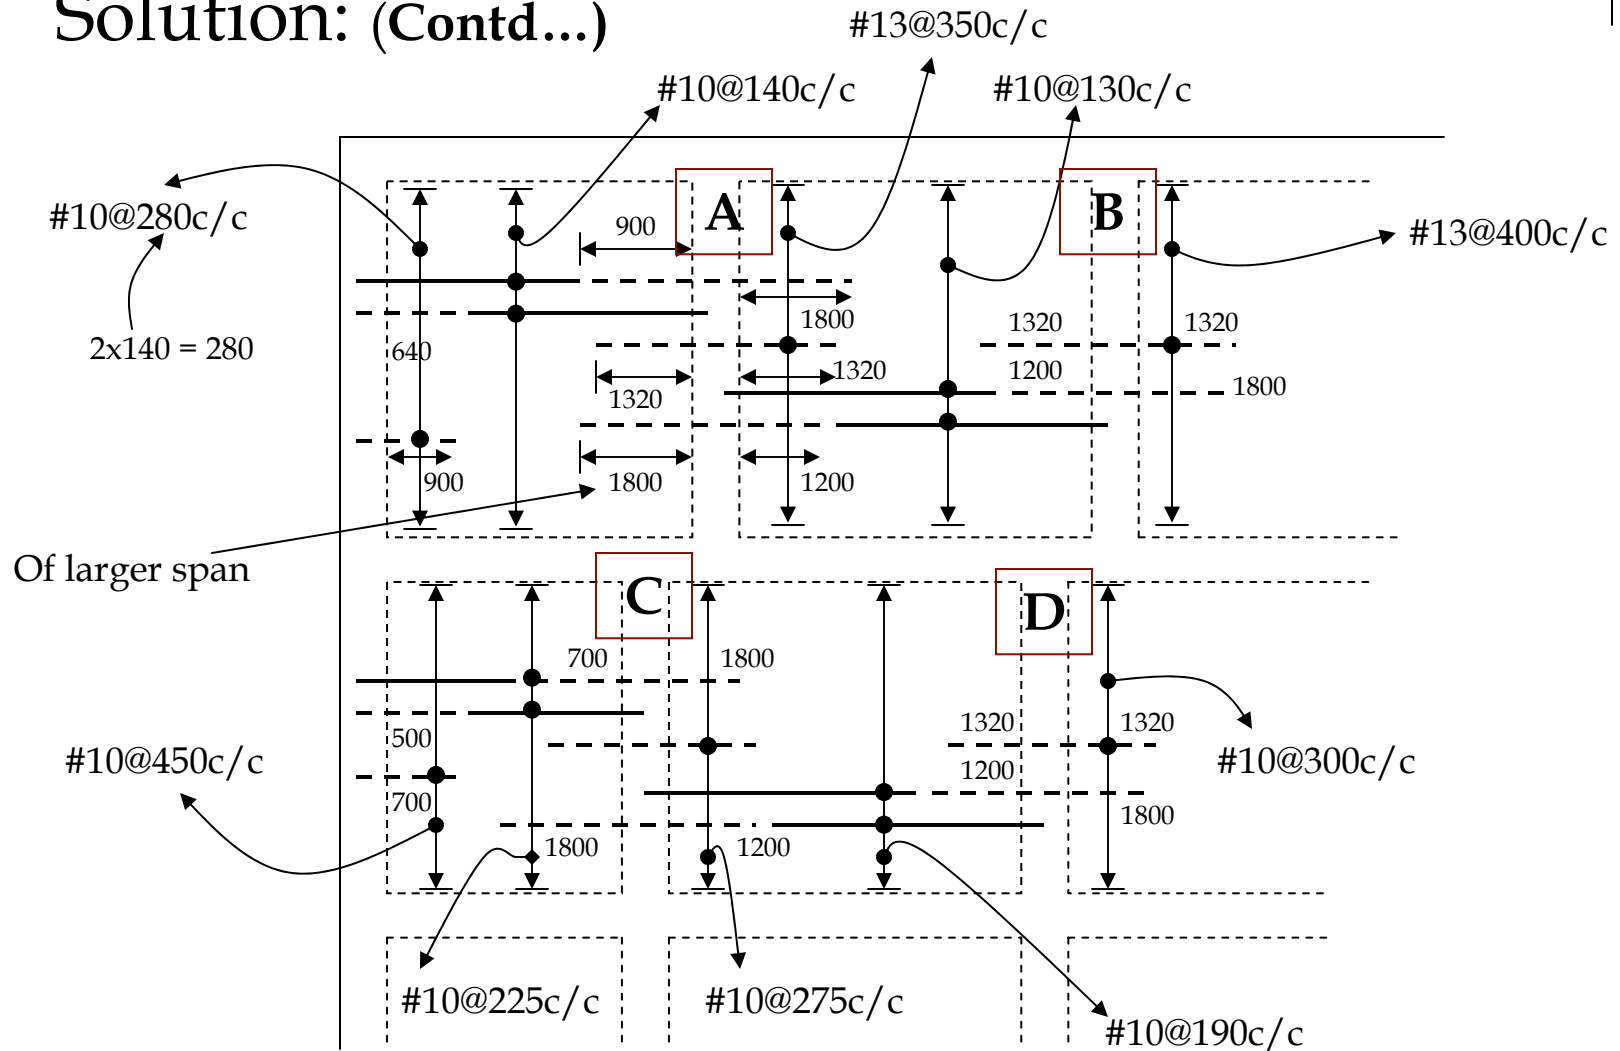 Solution: (Contd...)
#13@350c/c
#10@140c/c
#10@130c/c
#10@280c/c
2x140 = 280
A
B
900
#13@400c/c
1800
1320
1320
640
1320
1200
1800
1320
900
1800
1200
Of larger span
C
D
700
1800
500
1320
1320
#10@450c/c
1200
#10@300c/c
700
1800
1800
1200
#10@225c/c
#10@275c/c
#10@190c/c